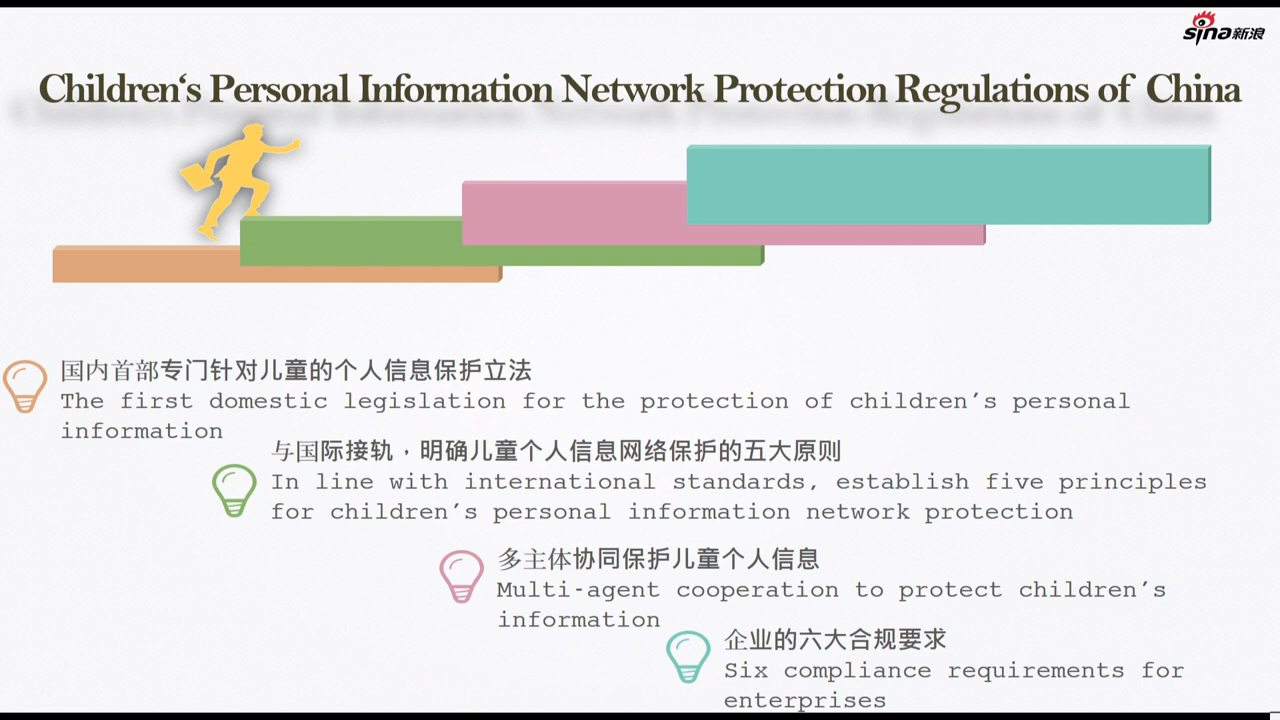 sina新浪
Children‘s Personal Information Network Protection Regulations of China
国内首部专门针对儿童的个人信息保护立法
The first domestic legislation for the protection of children’s personal
information
与国际接轨，明确儿童个人信息网络保护的五大原则
In line with international standards, establish five principles
for children’s personal information network protection
多主体协同保护儿童个人信息
Multi-agent cooperation to protect children’s
information
企业的六大合规要求
Six compliance requirements for
enterprises